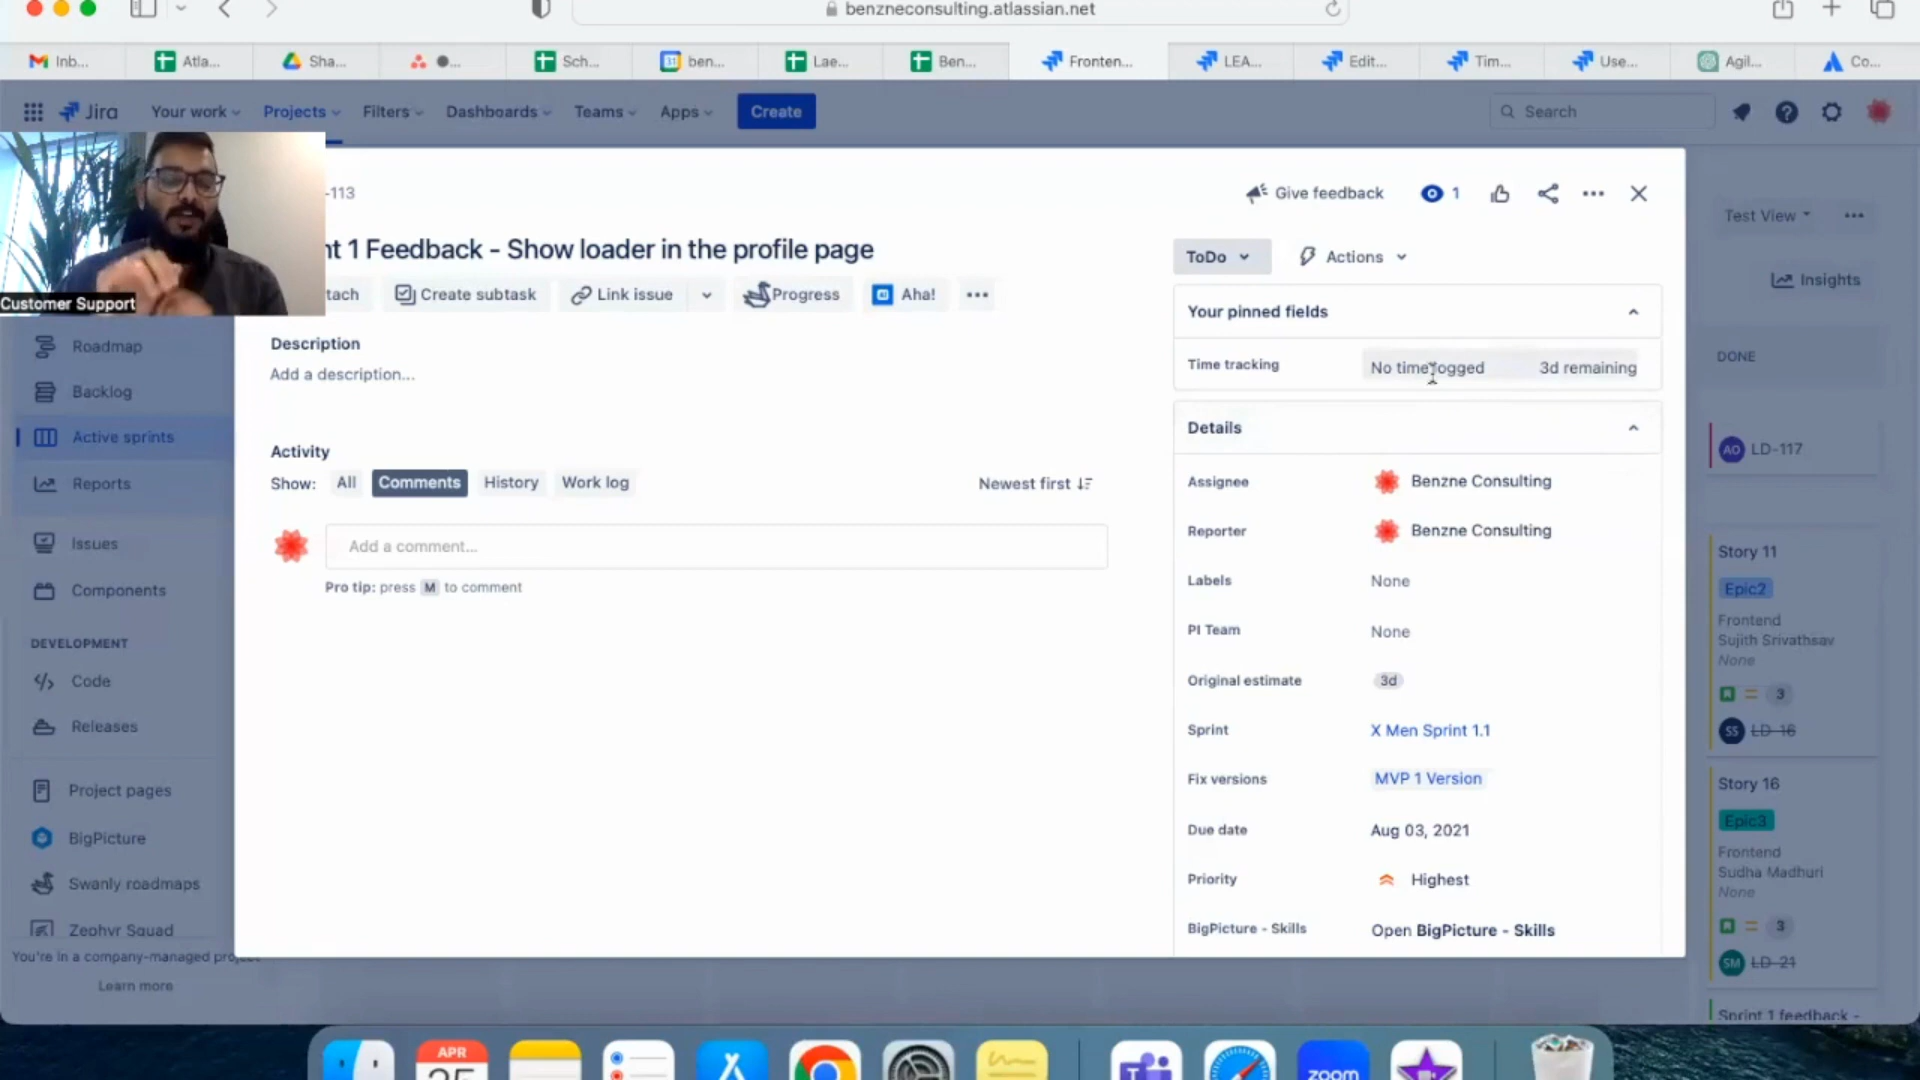 benzneconsulting.atlassian.net
Inb...
Atla...
Sha...
Sch...
ben...
Lae...
Ben...
Fronten...
LEA...
Edit...
Tim...
Use...
Agil...
Co...
Jira
Your work
Projects
Filters
Dashboards
Teams
Apps
Create
Search
-113
Give feedback
1
Test View
nt 1 Feedback - Show loader in the profile page
ToDo
Actions
Insights
Customer Support
tach
Create subtask
Link issue
Progress
Aha!
Your pinned fields
Roadmap
Backlog
Active sprints
Reports
Issues
Components
DEVELOPMENT
Code
Releases
Project pages
BigPicture
Swanly roadmaps
Zephyr Squad
You're in a company-managed proje
Learn more
Description
Add a description...
Activity
Show: All Comments History Work log
Newest first
Add a comment...
Pro tip: press M to comment
Time tracking
No time logged 3d remaining
Details
Assignee Benzne Consulting
Reporter Benzne Consulting
Labels None
PI Team None
Original estimate 3d
Sprint X Men Sprint 1.1
Fix versions MVP 1 Version
Due date Aug 03, 2021
Priority Highest
BigPicture - Skills Open BigPicture - Skills
DONE
AO LD-117
Story 11
Epic2
Frontend
Sujith Srivathsav
None
3
SS LD-16
Story 16
Epic3
Frontend
Sudha Madhuri
None
3
SM LD-21
Sprint 1 feedback -
APR
25
zoom